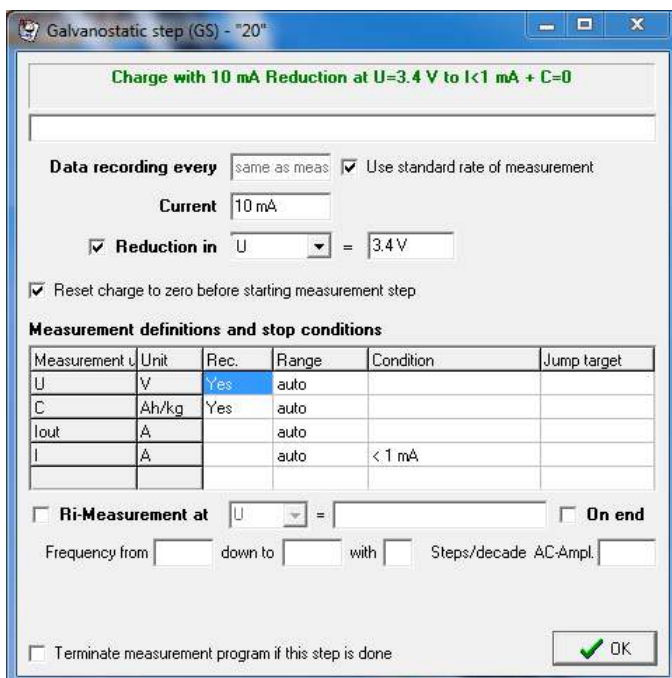 Galvanostatic step (GS) - "20"
Charge with 10 mA Reduction at U=3.4 V to I<1 mA + C=0
Data recording every same as meas Use standard rate of measurement
Current 10 mA
Reduction in U = 3.4 V
Reset charge to zero before starting measurement step
Measurement definitions and stop conditions
Measurement u Unit Rec. Range Condition Jump target
U V Yes auto
C Ah/kg Yes auto
Iout A auto
I A auto < 1 mA
Ri-Measurement at U = On end
Frequency from down to with Steps/decade AC-Ampl.
Terminate measurement program if this step is done OK